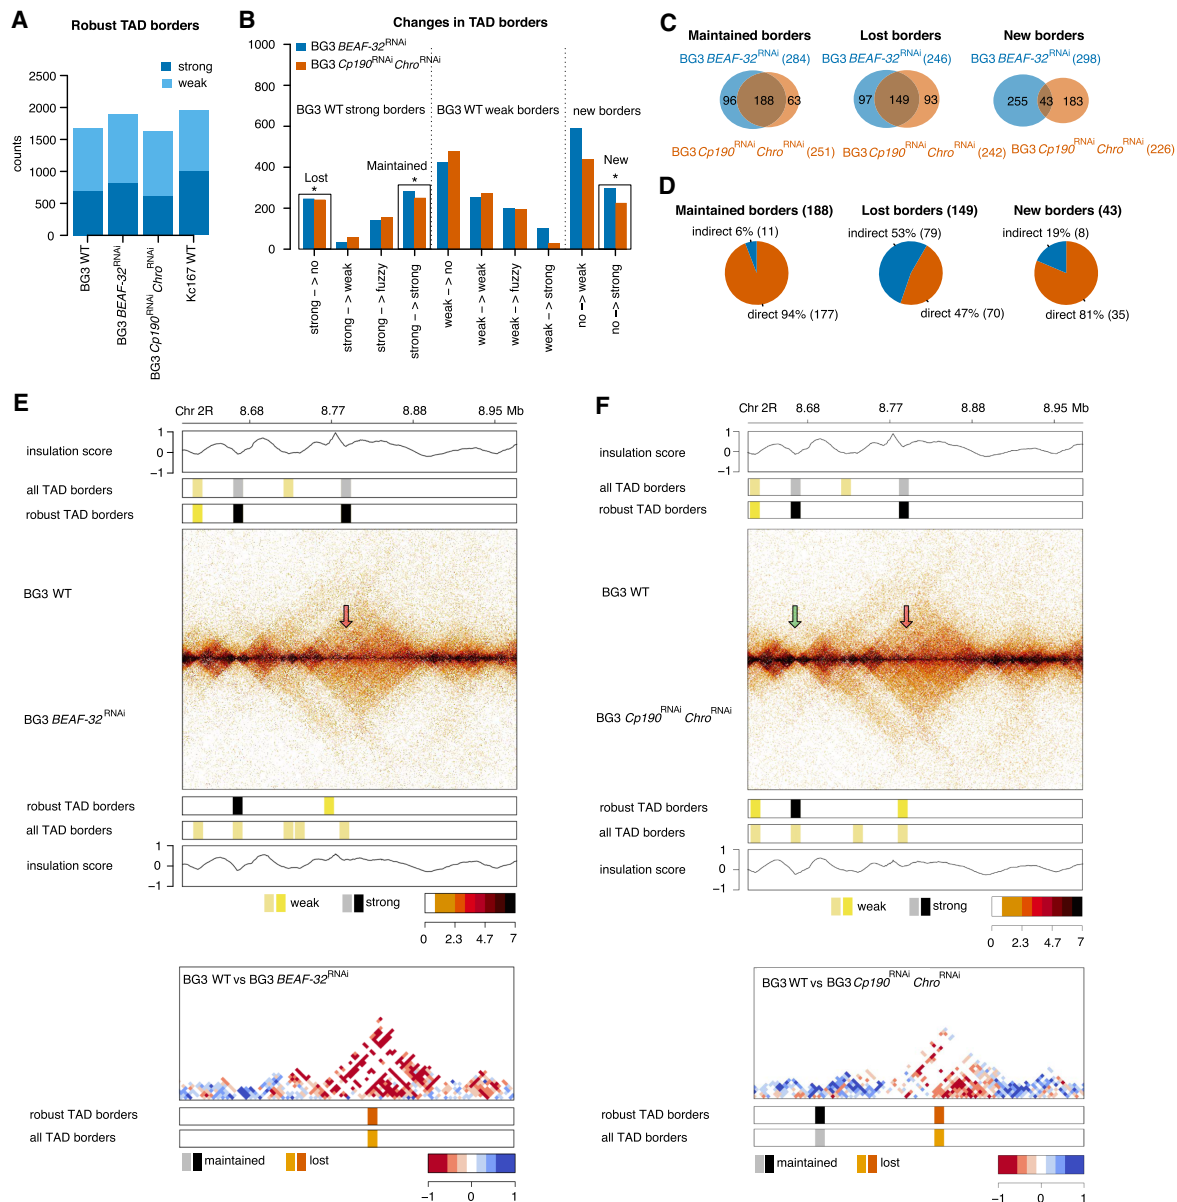 A
Robust TAD borders
strong
weak
2500
2000
1500
1000
500
0
counts
BG3 WT
BG3 BEAF-32RNAi
BG3 Cp190RNAi ChroRNAi
Kc167 WT
B
Changes in TAD borders
BG3 BEAF-32RNAi
BG3 Cp190RNAi ChroRNAi
1000
800
600
400
200
0
BG3 WT strong borders
BG3 WT weak borders
new borders
Lost
*
Maintained
*
New
*
strong –> no
strong –> weak
strong –> fuzzy
strong –> strong
weak –> no
weak –> weak
weak –> fuzzy
weak –> strong
no –> weak
no –> strong
C
Maintained borders
BG3 BEAF-32RNAi (284)
96 188 63
BG3 Cp190RNAi ChroRNAi (251)
Lost borders
BG3 BEAF-32RNAi (246)
97 149 93
BG3 Cp190RNAi ChroRNAi (242)
New borders
BG3 BEAF-32RNAi (298)
255 43 183
BG3 Cp190RNAi ChroRNAi (226)
D
Maintained borders (188)
indirect 6% (11)
direct 94% (177)
Lost borders (149)
indirect 53% (79)
direct 47% (70)
New borders (43)
indirect 19% (8)
direct 81% (35)
E
Chr 2R 8.68 8.77 8.88 8.95 Mb
insulation score
1
0
−1
all TAD borders
robust TAD borders
BG3 WT
BG3 BEAF-32RNAi
robust TAD borders
all TAD borders
insulation score
1
0
−1
weak
strong
0 2.3 4.7 7
BG3 WT vs BG3 BEAF-32RNAi
robust TAD borders
all TAD borders
maintained
lost
−1 0 1
F
Chr 2R 8.68 8.77 8.88 8.95 Mb
insulation score
1
0
−1
all TAD borders
robust TAD borders
BG3 WT
BG3 Cp190RNAi ChroRNAi
robust TAD borders
all TAD borders
insulation score
1
0
−1
weak
strong
0 2.3 4.7 7
BG3 WT vs BG3 Cp190RNAi ChroRNAi
robust TAD borders
all TAD borders
maintained
lost
−1 0 1